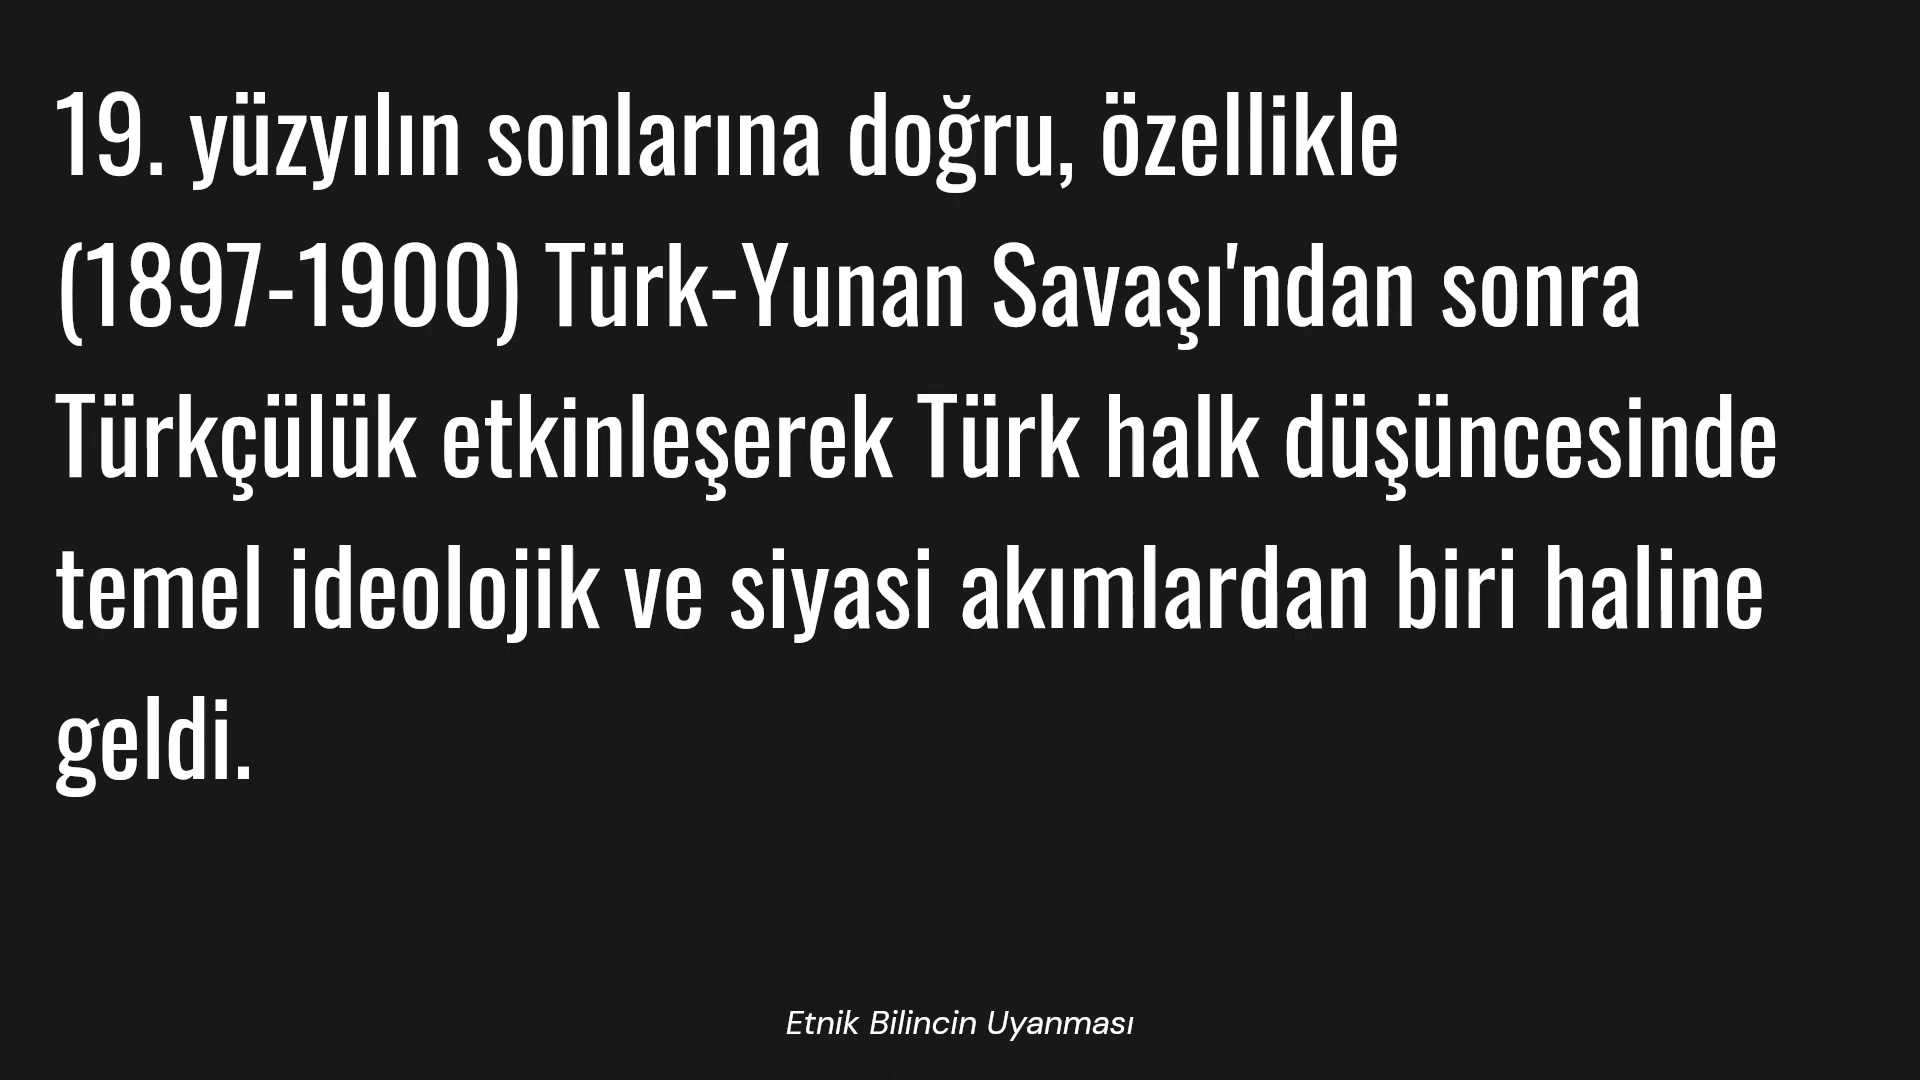 19. yüzyılın sonlarına doğru, özellikle
(1897-1900) Türk-Yunan Savaşı'ndan sonra
Türkçülük etkinleşerek Türk halk düşüncesinde
temel ideolojik ve siyasi akımlardan biri haline
geldi.
Etnik Bilincin Uyanması